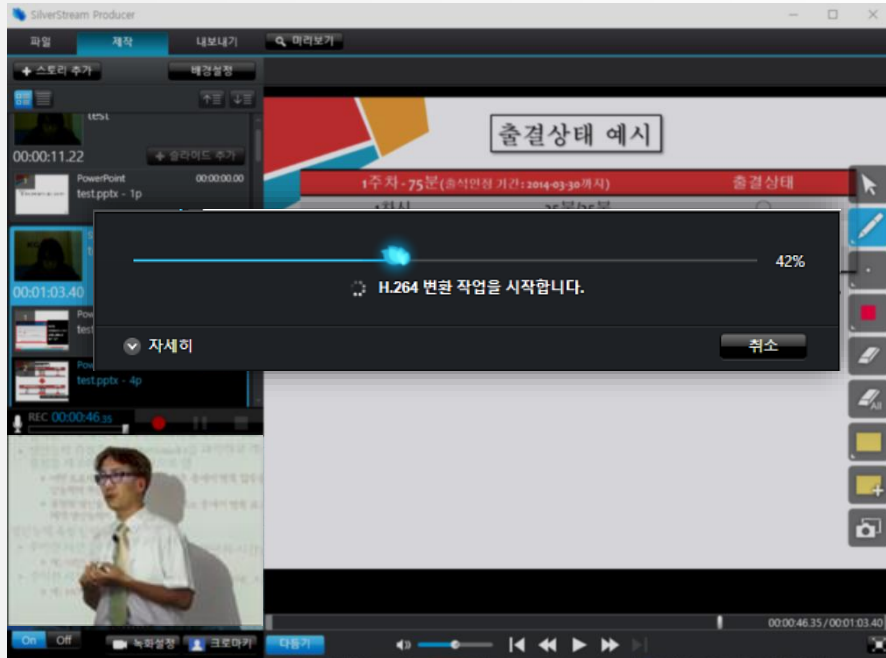 SilverStream Producer
파일 제작 내보내기 미리보기
+ 스토리 추가 배경설정
test
00:00:11.22 + 슬라이드 추가
PowerPoint 00:00:00.00
test.pptx - 1p
00:01:03.40
test.pptx - 4p
REC 00:00:46.35
출결상태 예시
1주차 - 75분(출석인정 기간 : 2014-03-30까지) 출결상태
42%
H.264 변환 작업을 시작합니다.
자세히 취소
All
00:00:46.35 / 00:01:03.40
On Off 녹화설정 크로마키 다듬기